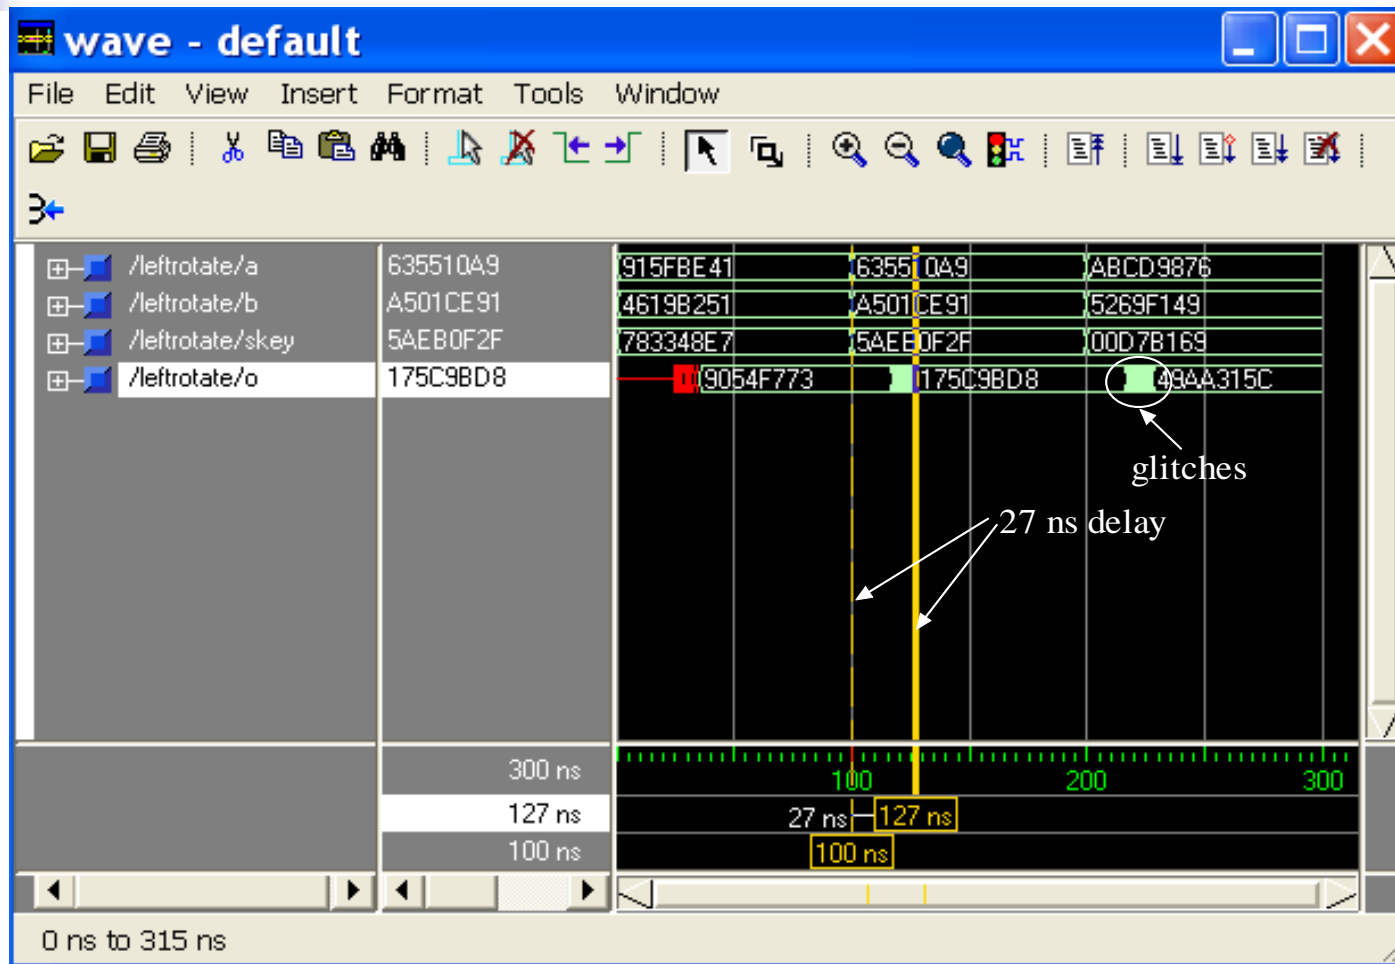 wave - default
File Edit View Insert Format Tools Window
/leftrotate/a 635510A9 915FBE41 635510A9 ABCD9876
/leftrotate/b A501CE91 4619B251 A501CE91 5269F149
/leftrotate/skey 5AEB0F2F 783348E7 5AEB0F2F 00D7B169
/leftrotate/o 175C9BD8 9054F773 175C9BD8 49AA315C
glitches
27 ns delay
300 ns 100 200 300
127 ns 27 ns 127 ns
100 ns 100 ns
0 ns to 315 ns